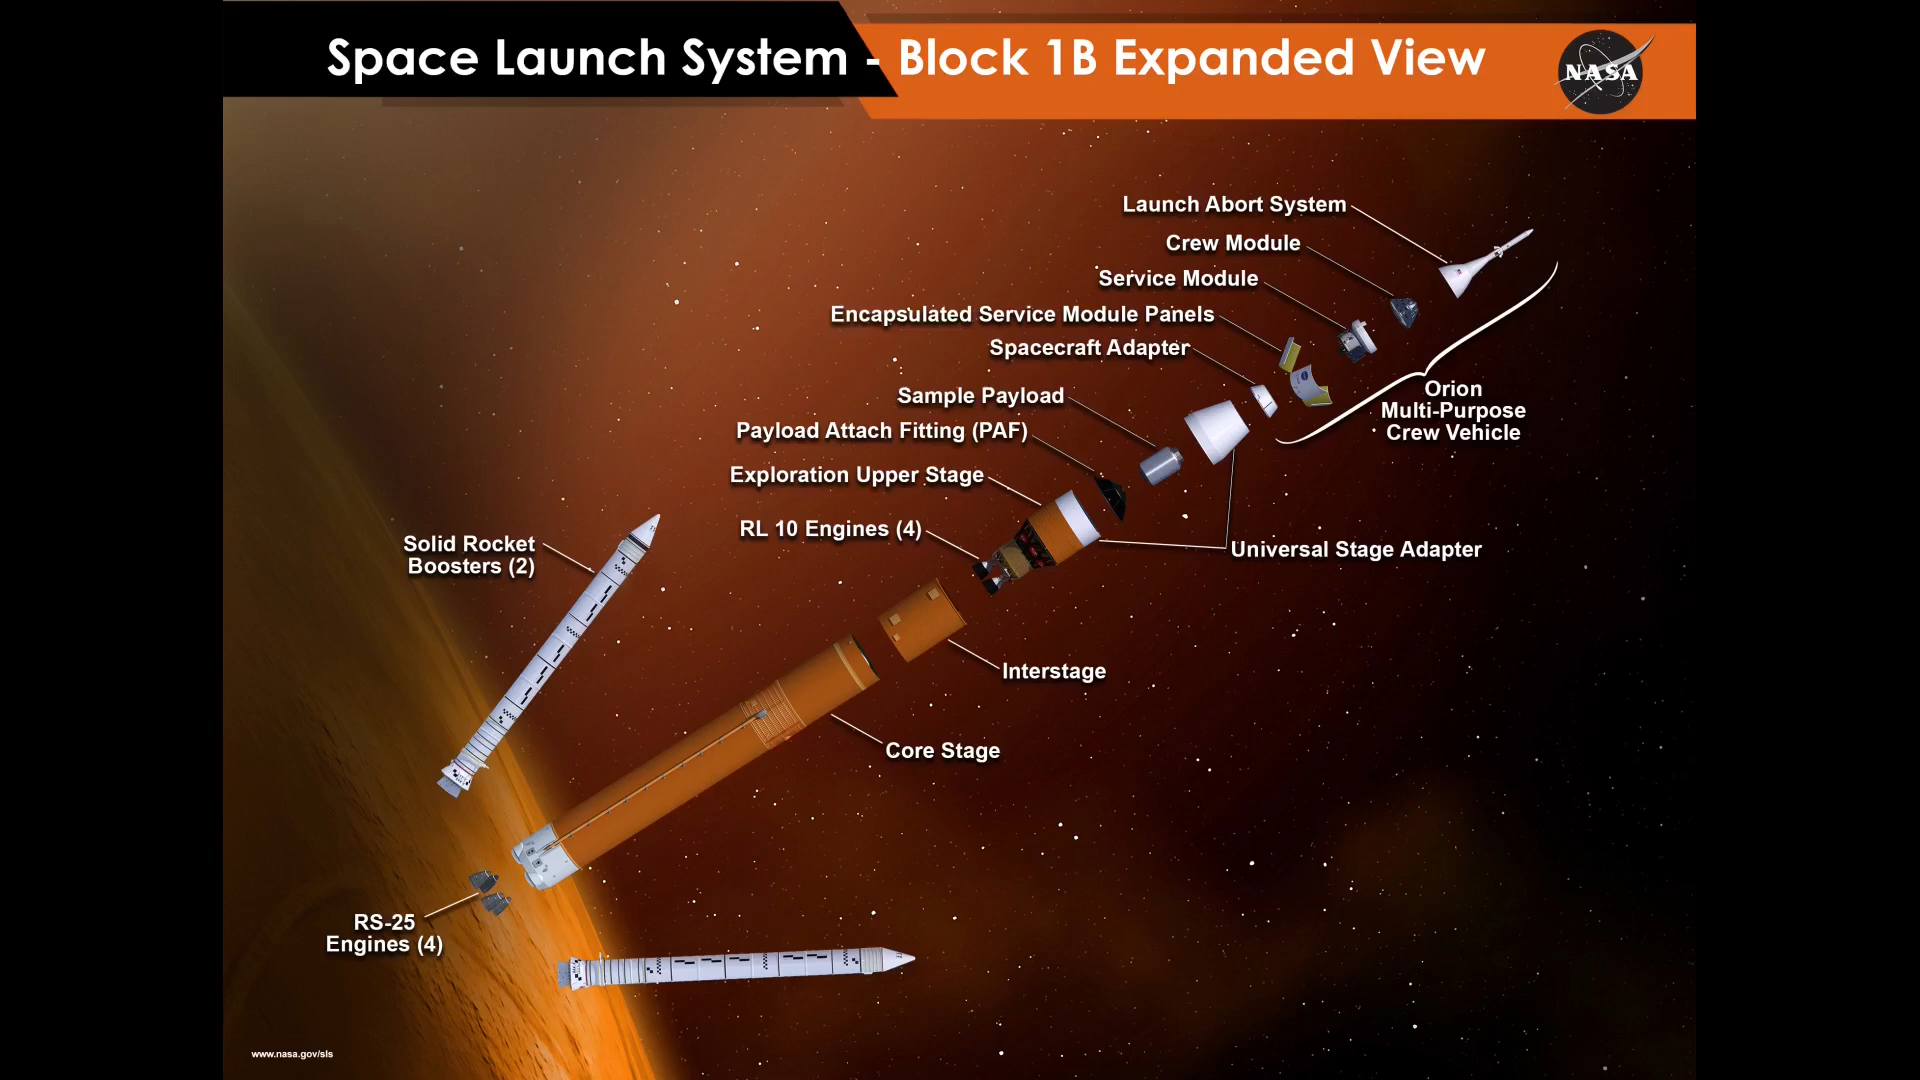 Space Launch System - Block 1B Expanded View
NASA
Launch Abort System
Crew Module
Service Module
Encapsulated Service Module Panels
Spacecraft Adapter
Sample Payload
Payload Attach Fitting (PAF)
Exploration Upper Stage
RL 10 Engines (4)
Orion
Multi-Purpose
Crew Vehicle
Universal Stage Adapter
Solid Rocket
Boosters (2)
Interstage
Core Stage
RS-25
Engines (4)
www.nasa.gov/sls